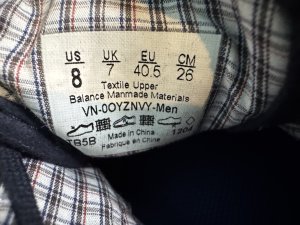 US UK EU CM
8 7 40.5 26
Textile Upper
Balance Manmade Materials
VN-0OYZNVY-Men
Made in China
TB5B Fabriqué en Chine 1204